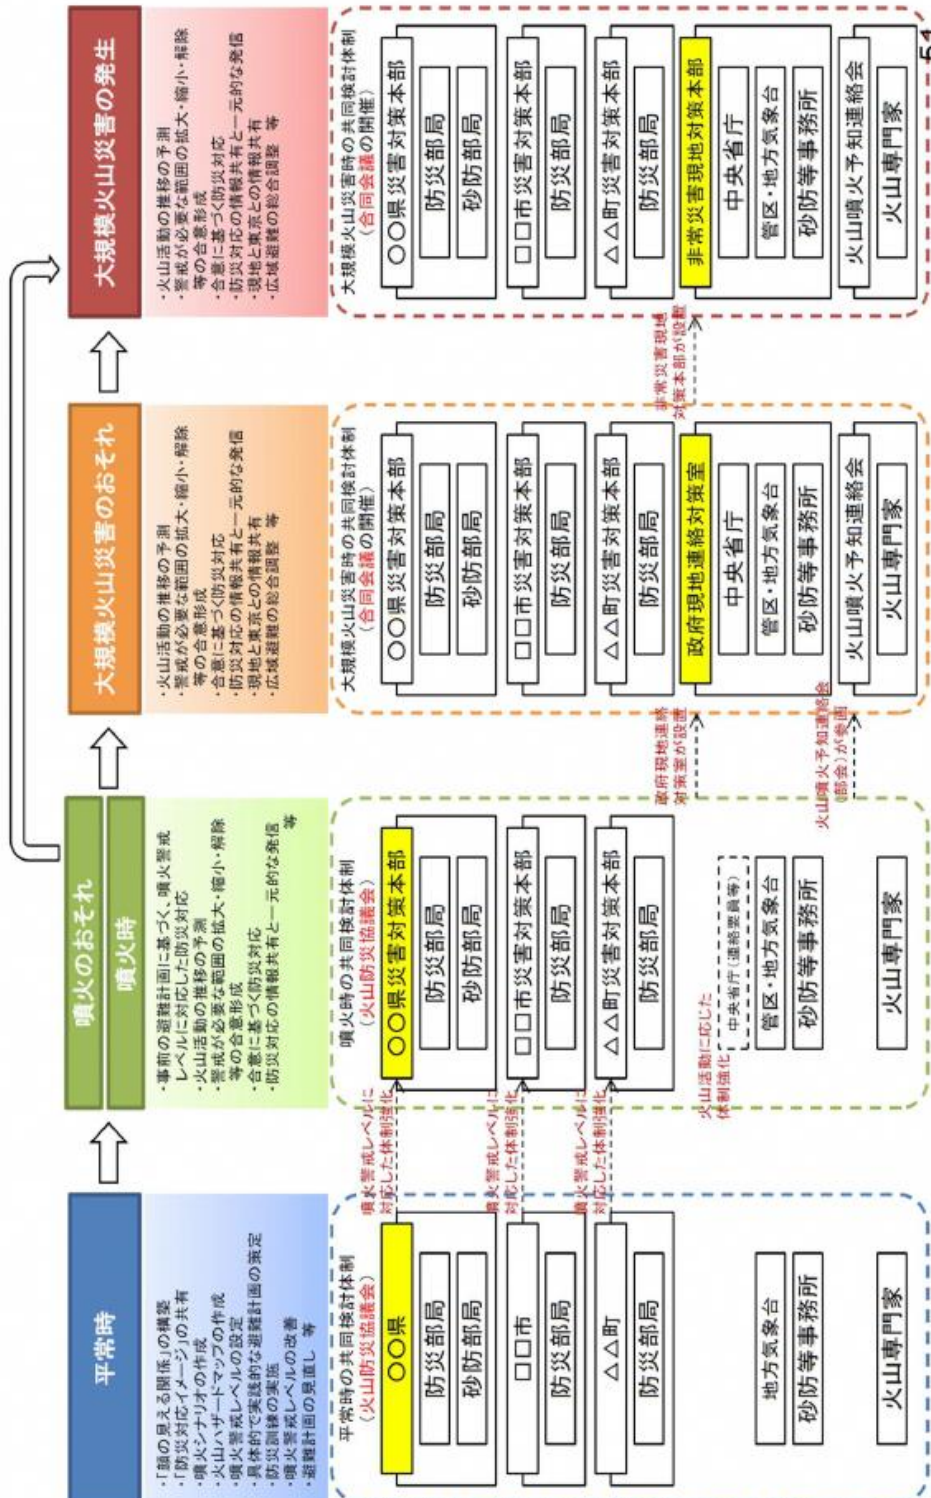 平常時
・「顔の見える関係」の構築
・「防災対応イメージ」の共有
・噴火シナリオの作成
・火山ハザードマップの作成
・噴火警戒レベルの設定
・具体的で実践的な避難計画の策定
・防災訓練の実施
・噴火警戒レベルの改善
・避難計画の見直し 等
平常時の共同検討体制
（火山防災協議会）
〇〇県
防災部局
砂防部局
□□市
防災部局
△△町
防災部局
地方気象台
砂防等事務所
火山専門家
噴火警戒レベルに
対応した体制強化
噴火警戒レベルに
対応した体制強化
噴火警戒レベルに
対応した体制強化
火山活動に応じた
体制強化
噴火のおそれ
噴火時
・事前の避難計画に基づく、噴火警戒
レベルに対応した防災対応
・火山活動の推移の予測
・警戒が必要な範囲の拡大・縮小・解除
等の合意形成
・合意に基づく防災対応
・防災対応の情報共有と一元的な発信
等
噴火時の共同検討体制
（火山防災協議会）
〇〇県災害対策本部
防災部局
砂防部局
□□市災害対策本部
防災部局
△△町災害対策本部
防災部局
中央省庁（連絡要員等）
管区・地方気象台
砂防等事務所
火山専門家
政府現地連絡
対策室が設置
火山噴火予知連絡会
（部会）が参画
大規模火山災害のおそれ
・火山活動の推移の予測
・警戒が必要な範囲の拡大・縮小・解除
等の合意形成
・合意に基づく防災対応
・防災対応の情報共有と一元的な発信
・現地と東京との情報共有
・広域避難の総合調整 等
大規模火山災害時の共同検討体制
（合同会議の開催）
〇〇県災害対策本部
防災部局
砂防部局
□□市災害対策本部
防災部局
△△町災害対策本部
防災部局
政府現地連絡対策室
中央省庁
管区・地方気象台
砂防等事務所
火山噴火予知連絡会
火山専門家
非常災害現地
対策本部が設置
大規模火山災害の発生
・火山活動の推移の予測
・警戒が必要な範囲の拡大・縮小・解除
等の合意形成
・合意に基づく防災対応
・防災対応の情報共有と一元的な発信
・現地と東京との情報共有
・広域避難の総合調整 等
大規模火山災害時の共同検討体制
（合同会議の開催）
〇〇県災害対策本部
防災部局
砂防部局
□□市災害対策本部
防災部局
△△町災害対策本部
防災部局
非常災害現地対策本部
中央省庁
管区・地方気象台
砂防等事務所
火山噴火予知連絡会
火山専門家